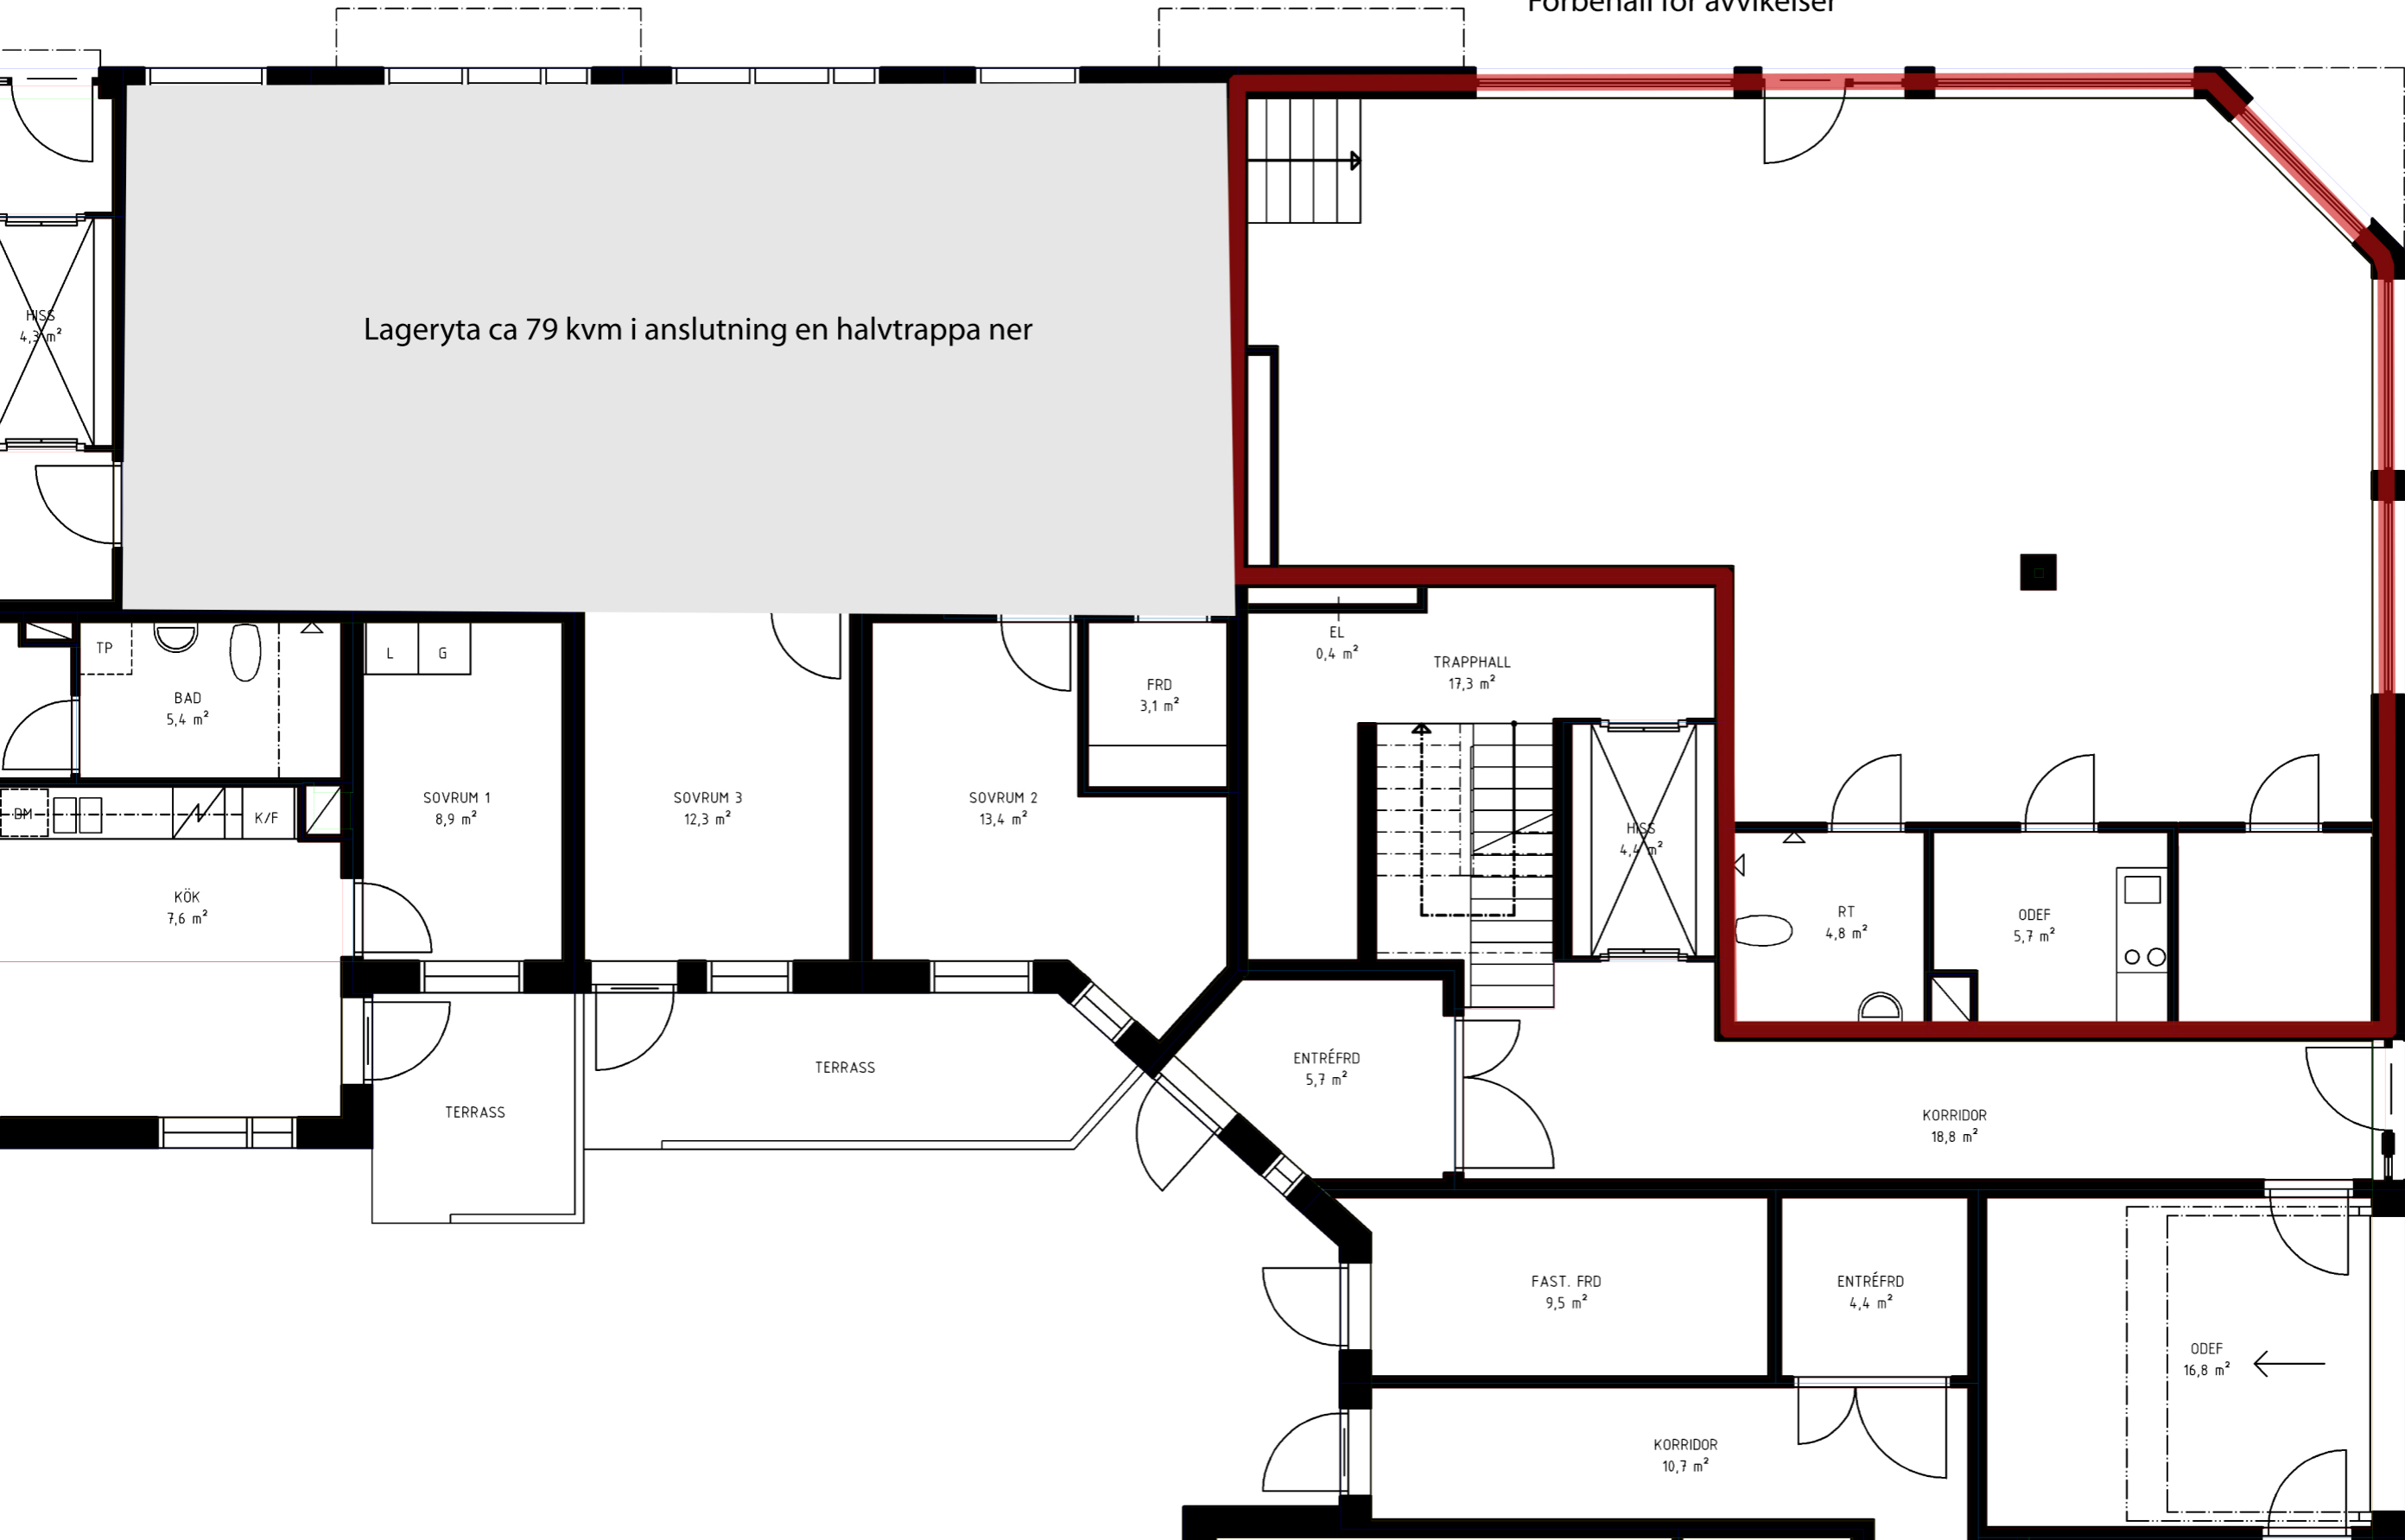 Förbehåll för avvikelser
HISS
4,3 m²
Lageryta ca 79 kvm i anslutning en halvtrappa ner
TP
BAD
5,4 m²
L
G
FRD
3,1 m²
EL
0,4 m²
TRAPPHALL
17,3 m²
DM
K/F
SOVRUM 1
8,9 m²
SOVRUM 3
12,3 m²
SOVRUM 2
13,4 m²
HISS
4,4 m²
KÖK
7,6 m²
RT
4,8 m²
ODEF
5,7 m²
TERRASS
TERRASS
ENTRÉFRD
5,7 m²
KORRIDOR
18,8 m²
FAST. FRD
9,5 m²
ENTRÉFRD
4,4 m²
ODEF
16,8 m²
KORRIDOR
10,7 m²